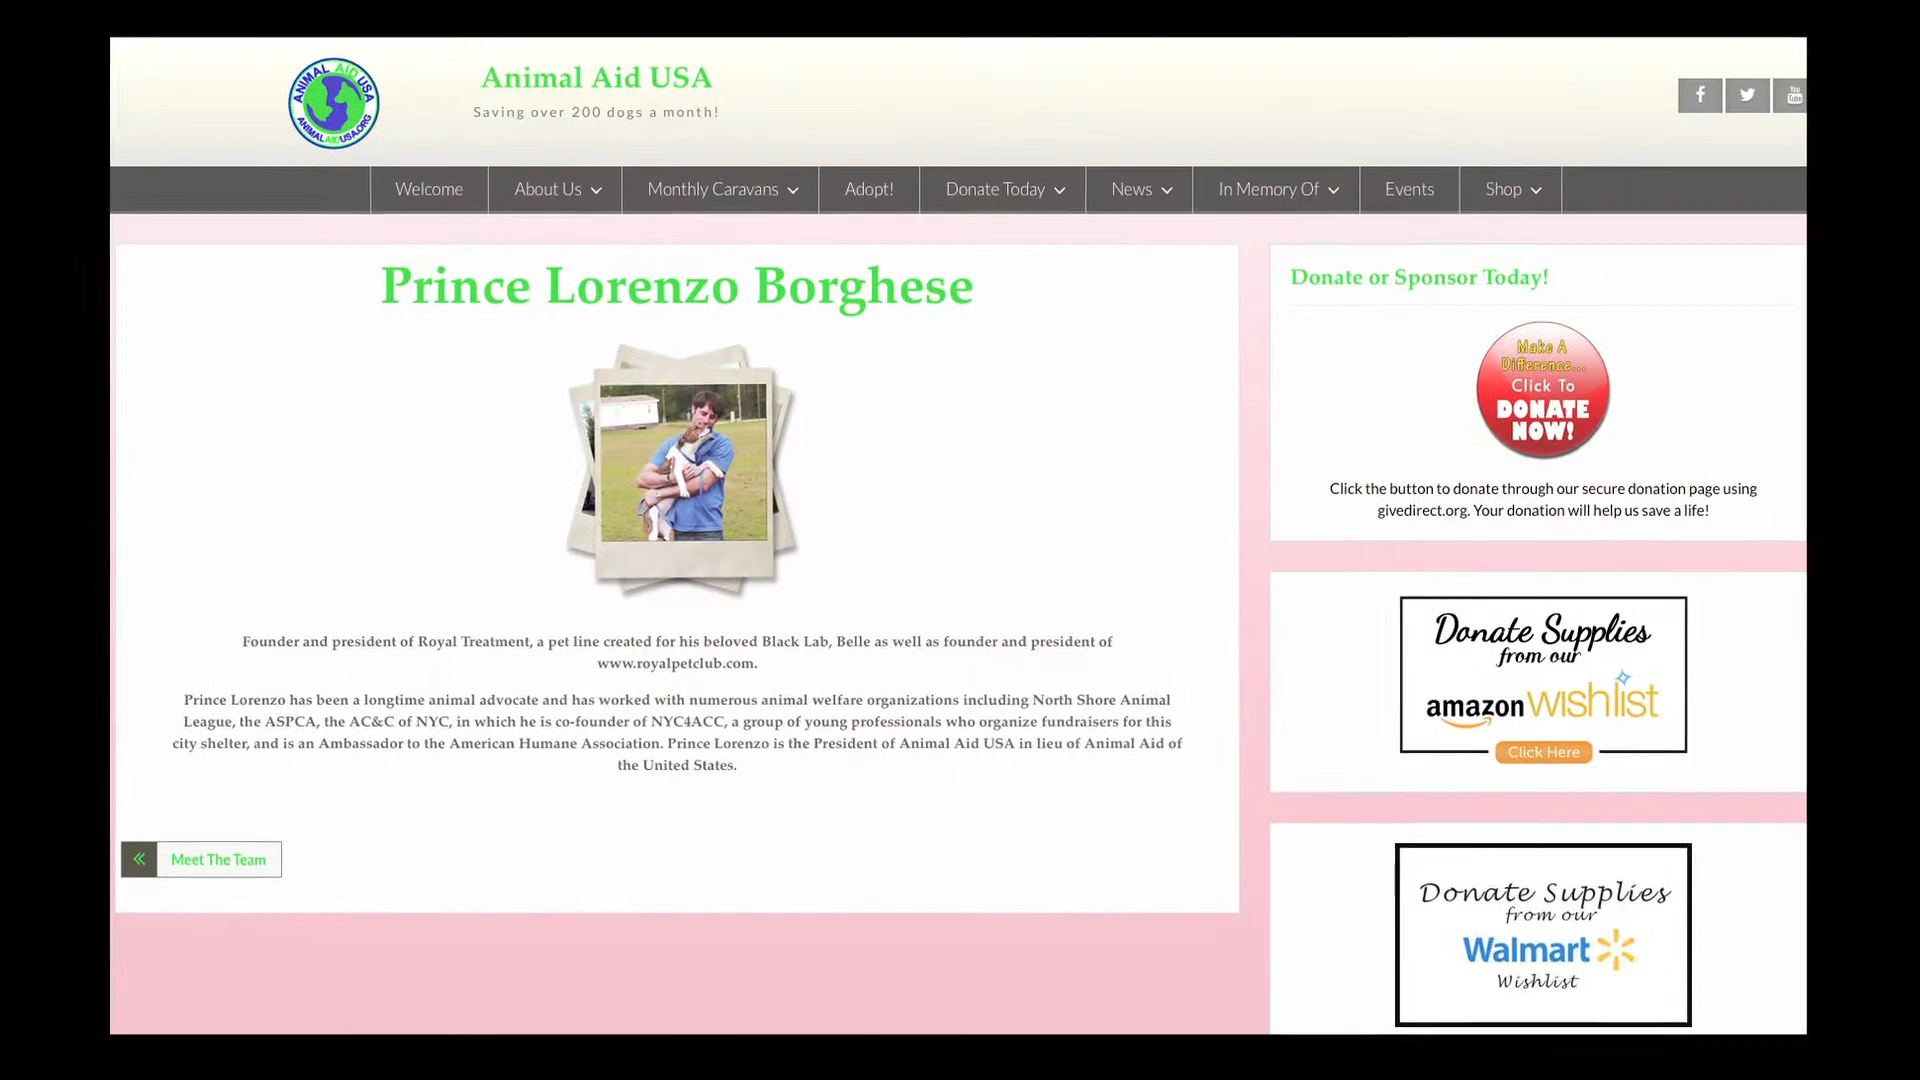 ANIMAL AID USA
ANIMALAIDUSA.ORG
Animal Aid USA
Saving over 200 dogs a month!
You
Tube
Welcome
About Us
Monthly Caravans
Adopt!
Donate Today
News
In Memory Of
Events
Shop
Prince Lorenzo Borghese
Founder and president of Royal Treatment, a pet line created for his beloved Black Lab, Belle as well as founder and president of
www.royalpetclub.com.
Prince Lorenzo has been a longtime animal advocate and has worked with numerous animal welfare organizations including North Shore Animal
League, the ASPCA, the AC&C of NYC, in which he is co-founder of NYC4ACC, a group of young professionals who organize fundraisers for this
city shelter, and is an Ambassador to the American Humane Association. Prince Lorenzo is the President of Animal Aid USA in lieu of Animal Aid of
the United States.
Meet The Team
Donate or Sponsor Today!
Make A
Difference...
Click To
DONATE
NOW!
Click the button to donate through our secure donation page using
givedirect.org. Your donation will help us save a life!
Donate Supplies
from our
amazon wishlist
Click Here
Donate Supplies
from our
Walmart
Wishlist